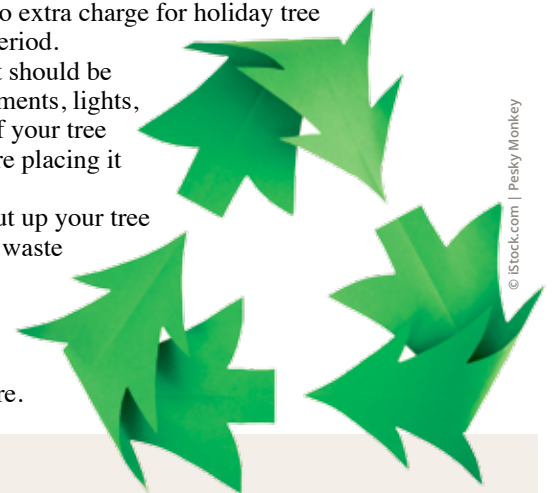 o extra charge for holiday tree
eriod.
t should be
ments, lights,
f your tree
re placing it
ut up your tree
waste
re.
© iStock.com | Pesky Monkey